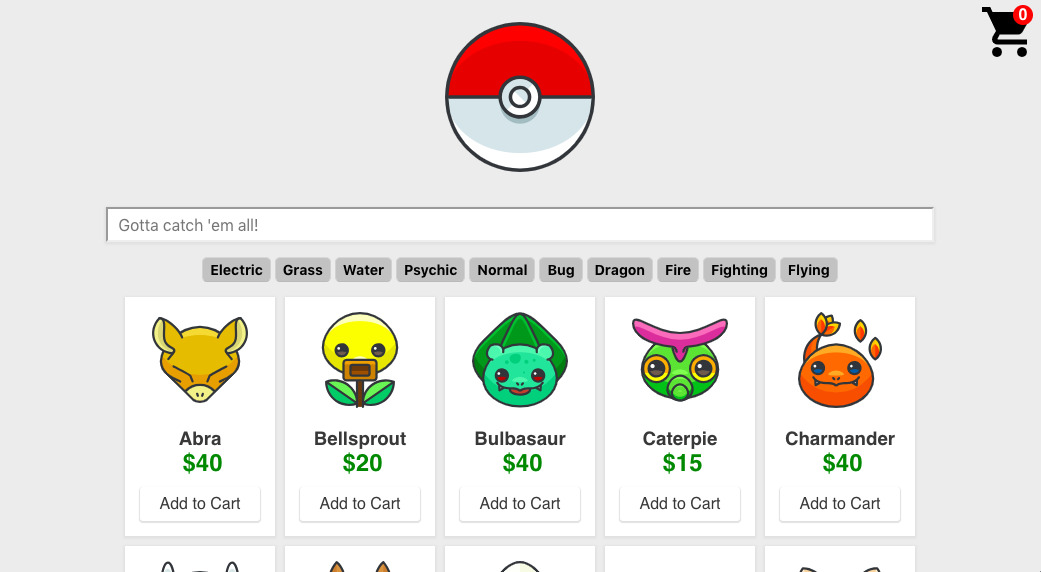 0
Gotta catch 'em all!
Electric Grass Water Psychic Normal Bug Dragon Fire Fighting Flying
Abra Bellsprout Bulbasaur Caterpie Charmander
$40 $20 $40 $15 $40
Add to Cart Add to Cart Add to Cart Add to Cart Add to Cart